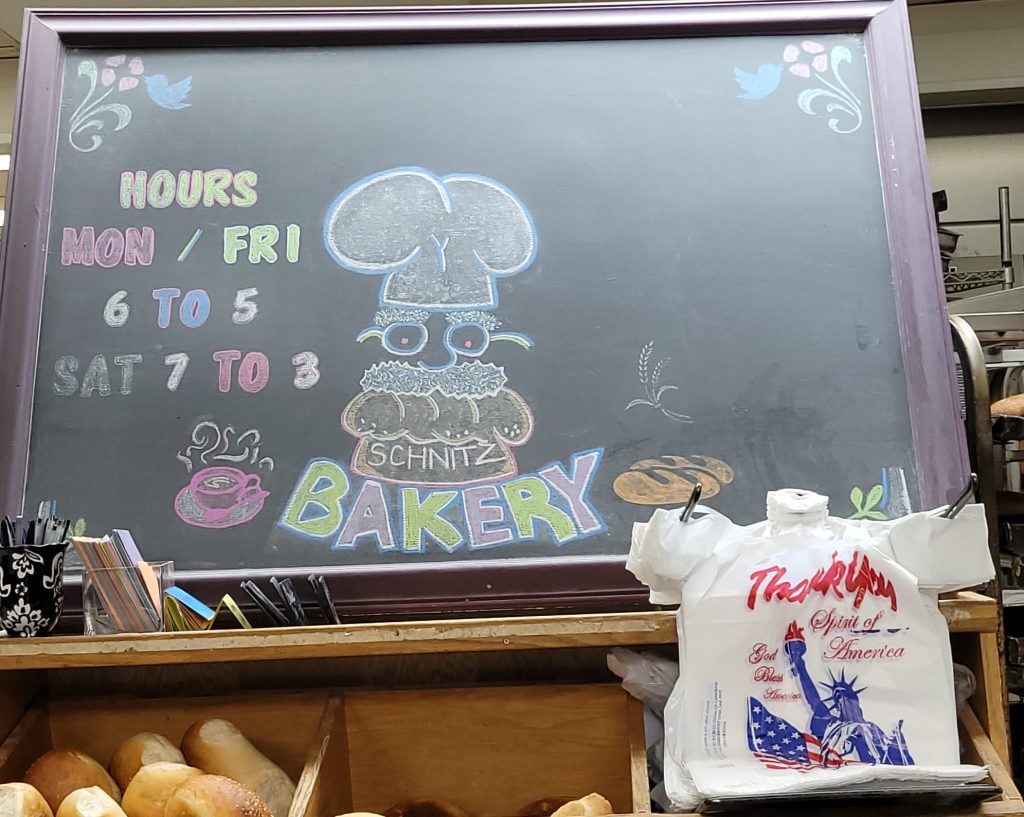 HOURS
MON / FRI
6 TO 5
SAT 7 TO 3
SCHNITZ
BAKERY
Thank You
Spirit of
America
God
Bless
America